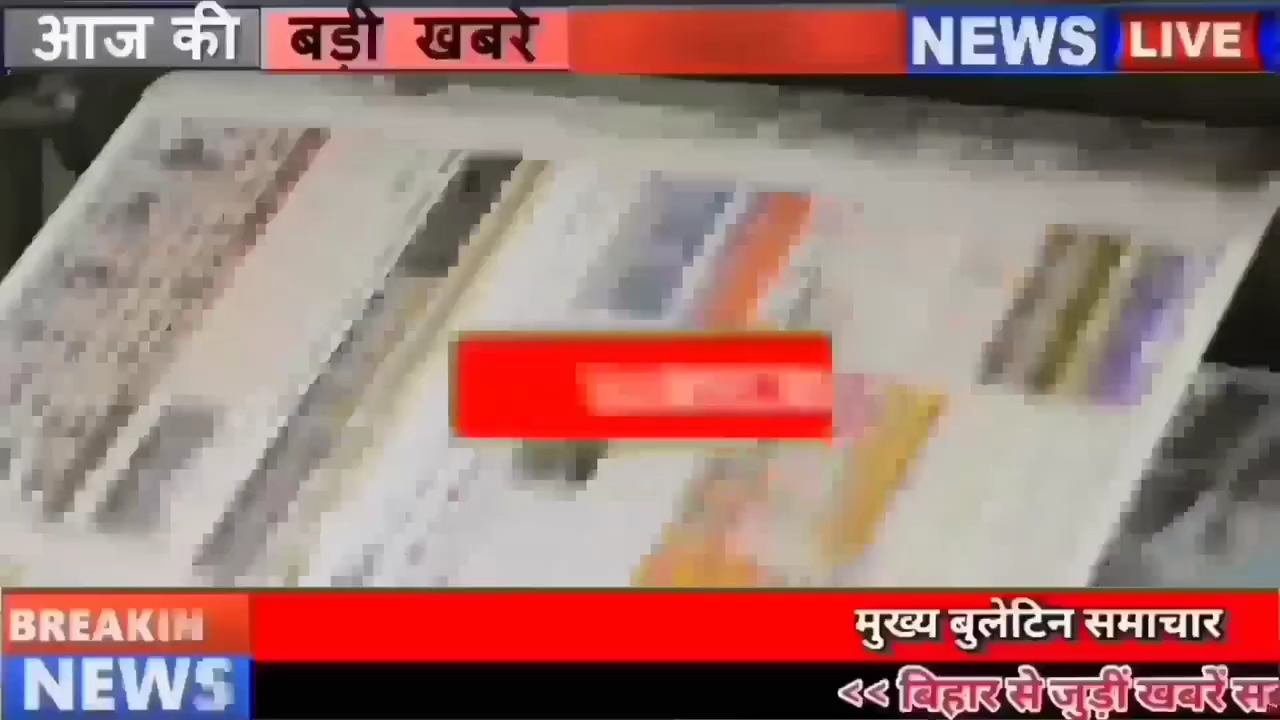 आज की बड़ी खबरे NEWS LIVE
BREAKIN
मुख्य बुलेटिन समाचार
NEWS
<< बिहार से जुड़ीं खबरें